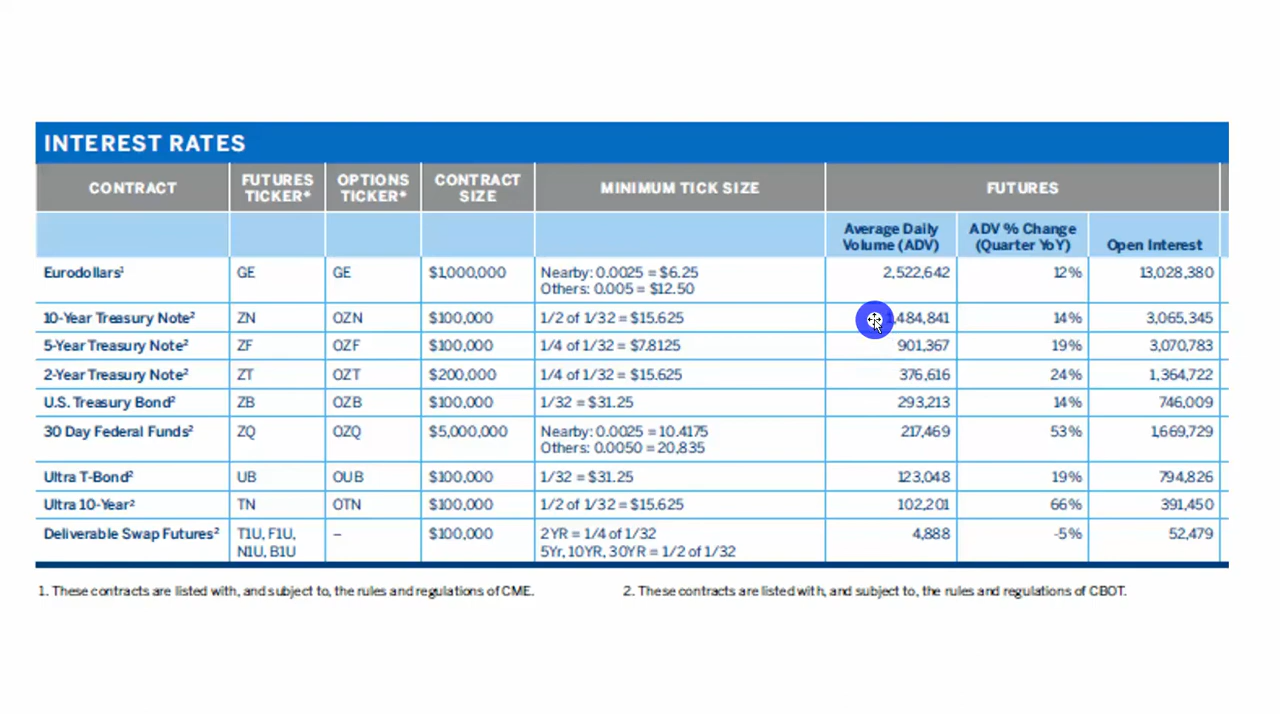 INTEREST RATES
CONTRACT FUTURES TICKER* OPTIONS TICKER* CONTRACT SIZE MINIMUM TICK SIZE FUTURES
Average Daily Volume (ADV) ADV % Change (Quarter YoY) Open Interest
Eurodollars¹ GE GE $1,000,000 Nearby: 0.0025 = $6.25 2,522,642 12% 13,028,380
Others: 0.005 = $12.50
10-Year Treasury Note² ZN OZN $100,000 1/2 of 1/32 = $15.625 ,484,841 14% 3,065,345
5-Year Treasury Note² ZF OZF $100,000 1/4 of 1/32 = $7.8125 901,367 19% 3,070,783
2-Year Treasury Note² ZT OZT $200,000 1/4 of 1/32 = $15.625 376,616 24% 1,364,722
U.S. Treasury Bond² ZB OZB $100,000 1/32 = $31.25 293,213 14% 746,009
30 Day Federal Funds² ZQ OZQ $5,000,000 Nearby: 0.0025 = 10.4175 217,469 53% 1,669,729
Others: 0.0050 = 20,835
Ultra T-Bond² UB OUB $100,000 1/32 = $31.25 123,048 19% 794,826
Ultra 10-Year² TN OTN $100,000 1/2 of 1/32 = $15.625 102,201 66% 391,450
Deliverable Swap Futures² T1U, F1U, – $100,000 2YR = 1/4 of 1/32 4,888 -5% 52,479
N1U, B1U 5Yr, 10YR, 30YR = 1/2 of 1/32
1. These contracts are listed with, and subject to, the rules and regulations of CME. 2. These contracts are listed with, and subject to, the rules and regulations of CBOT.